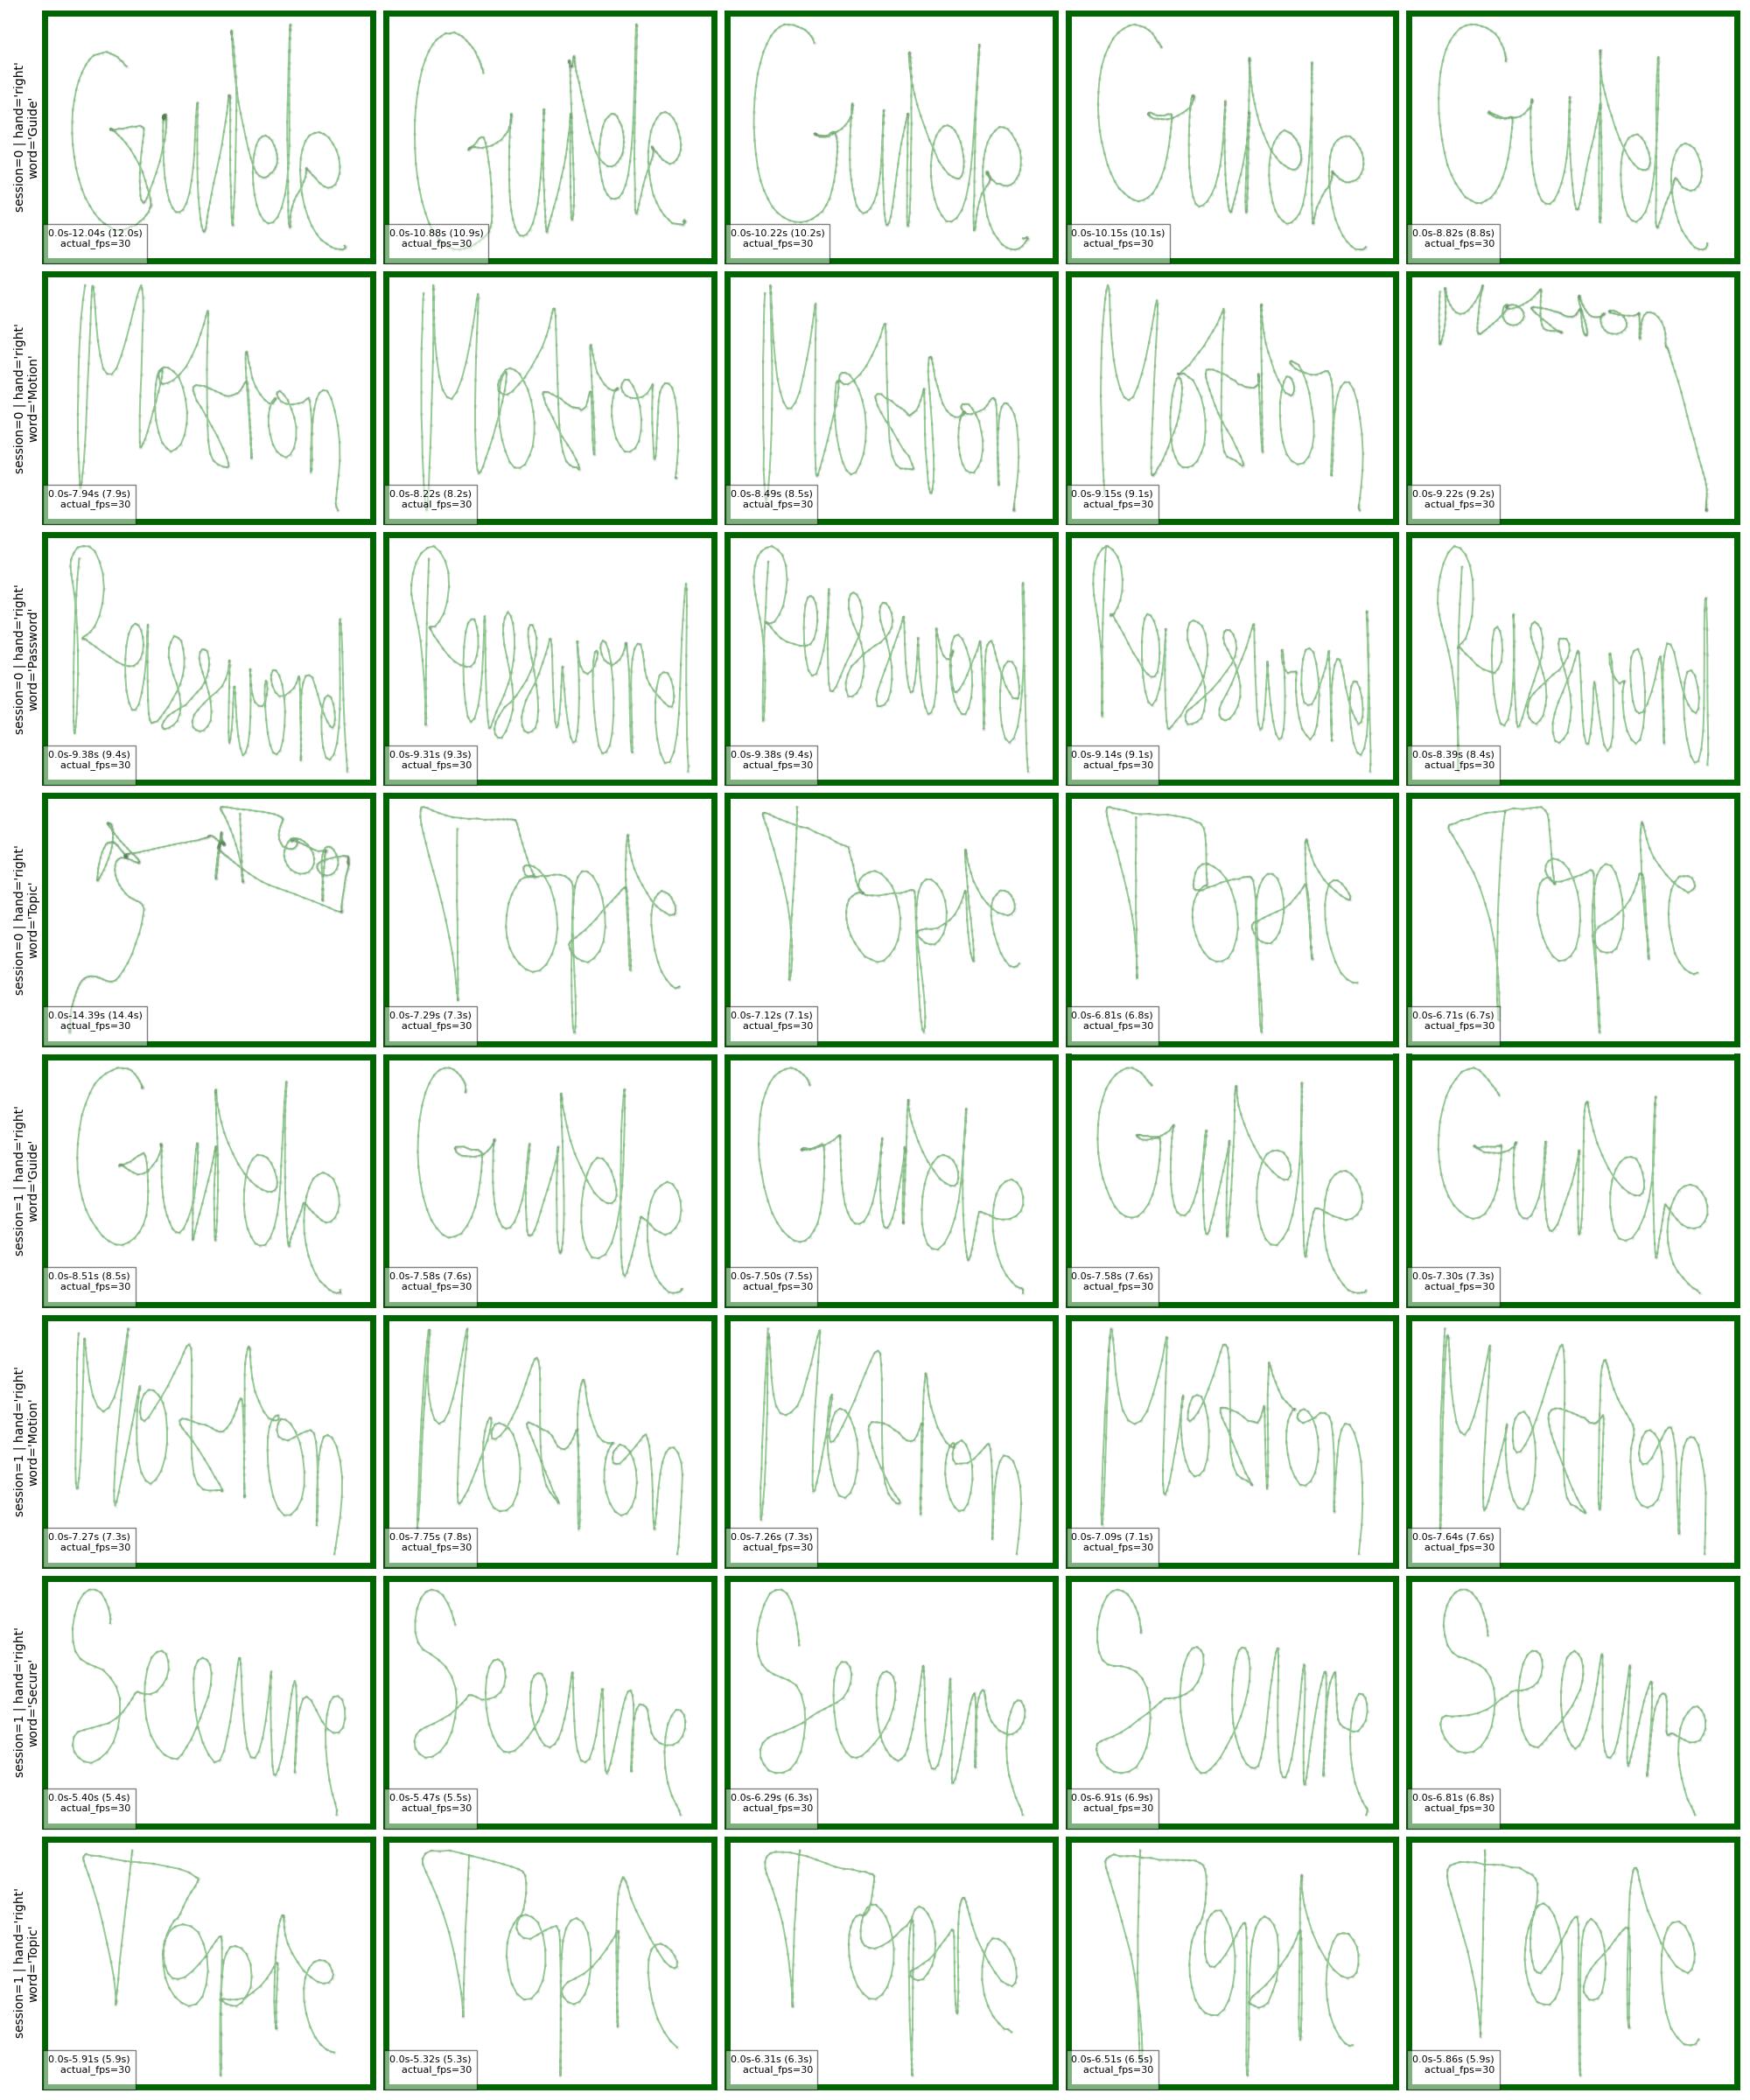 session=0 | hand='right'
word='Guide'
Guide Guide Guide Guide Guide
0.0s-12.04s (12.0s)
actual_fps=30
0.0s-10.88s (10.9s)
actual_fps=30
0.0s-10.22s (10.2s)
actual_fps=30
0.0s-10.15s (10.1s)
actual_fps=30
0.0s-8.82s (8.8s)
actual_fps=30
session=0 | hand='right'
word='Motion'
Motion Motion Motion Motion Motion
0.0s-7.94s (7.9s)
actual_fps=30
0.0s-8.22s (8.2s)
actual_fps=30
0.0s-8.49s (8.5s)
actual_fps=30
0.0s-9.15s (9.1s)
actual_fps=30
0.0s-9.22s (9.2s)
actual_fps=30
session=0 | hand='right'
word='Password'
Password Password Password Password Password
0.0s-9.38s (9.4s)
actual_fps=30
0.0s-9.31s (9.3s)
actual_fps=30
0.0s-9.38s (9.4s)
actual_fps=30
0.0s-9.14s (9.1s)
actual_fps=30
0.0s-8.39s (8.4s)
actual_fps=30
session=0 | hand='right'
word='Topic'
Topic Topic Topic Topic
0.0s-14.39s (14.4s)
actual_fps=30
0.0s-7.29s (7.3s)
actual_fps=30
0.0s-7.12s (7.1s)
actual_fps=30
0.0s-6.81s (6.8s)
actual_fps=30
0.0s-6.71s (6.7s)
actual_fps=30
session=1 | hand='right'
word='Guide'
Guide Guide Guide Guide Guide
0.0s-8.51s (8.5s)
actual_fps=30
0.0s-7.58s (7.6s)
actual_fps=30
0.0s-7.50s (7.5s)
actual_fps=30
0.0s-7.58s (7.6s)
actual_fps=30
0.0s-7.30s (7.3s)
actual_fps=30
session=1 | hand='right'
word='Motion'
Motion Motion Motion Motion Motion
0.0s-7.27s (7.3s)
actual_fps=30
0.0s-7.75s (7.8s)
actual_fps=30
0.0s-7.26s (7.3s)
actual_fps=30
0.0s-7.09s (7.1s)
actual_fps=30
0.0s-7.64s (7.6s)
actual_fps=30
session=1 | hand='right'
word='Secure'
Secure Secure Secure Secure Secure
0.0s-5.40s (5.4s)
actual_fps=30
0.0s-5.47s (5.5s)
actual_fps=30
0.0s-6.29s (6.3s)
actual_fps=30
0.0s-6.91s (6.9s)
actual_fps=30
0.0s-6.81s (6.8s)
actual_fps=30
session=1 | hand='right'
word='Topic'
Topic Topic Topic Topic Topic
0.0s-5.91s (5.9s)
actual_fps=30
0.0s-5.32s (5.3s)
actual_fps=30
0.0s-6.31s (6.3s)
actual_fps=30
0.0s-6.51s (6.5s)
actual_fps=30
0.0s-5.86s (5.9s)
actual_fps=30